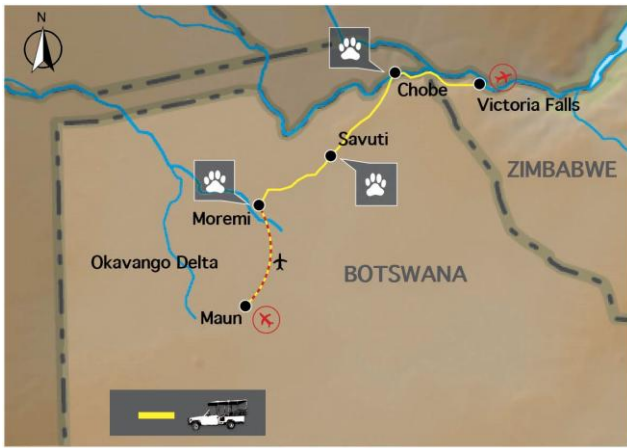 N
Chobe
Victoria Falls
Savuti
ZIMBABWE
Moremi
Okavango Delta
BOTSWANA
Maun